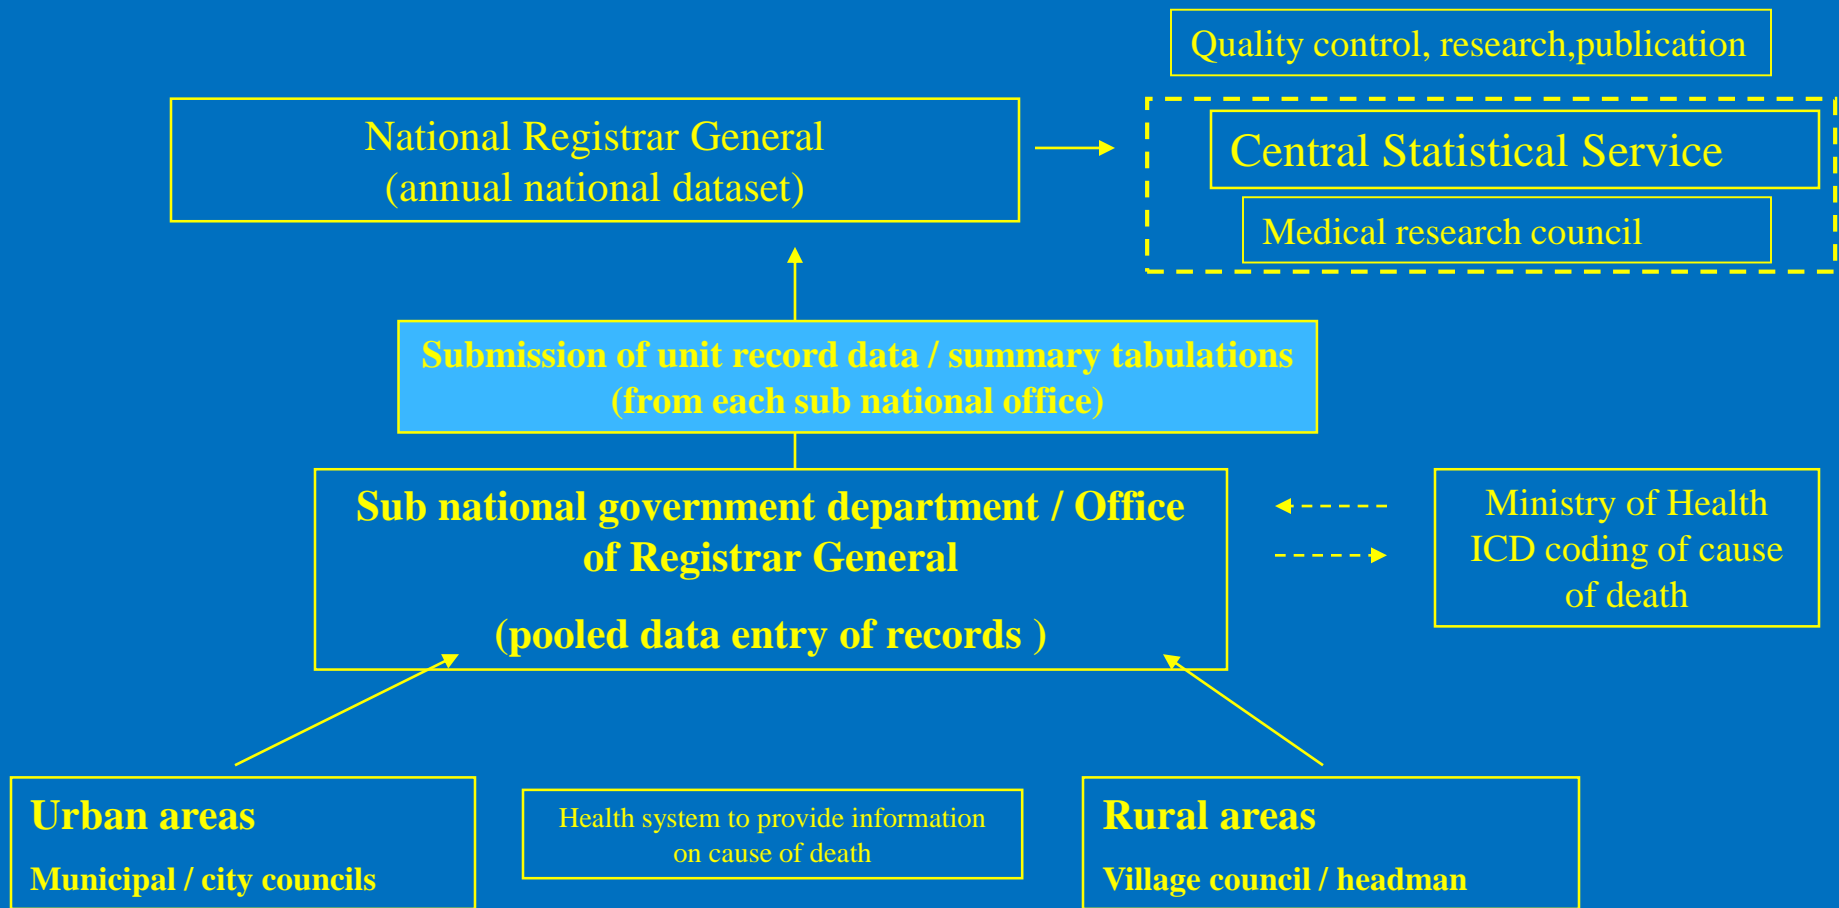 Quality control, research,publication
National Registrar General
(annual national dataset)
Central Statistical Service
Medical research council
Submission of unit record data / summary tabulations
(from each sub national office)
Sub national government department / Office
of Registrar General
(pooled data entry of records )
Ministry of Health
ICD coding of cause
of death
Urban areas
Municipal / city councils
Health system to provide information
on cause of death
Rural areas
Village council / headman